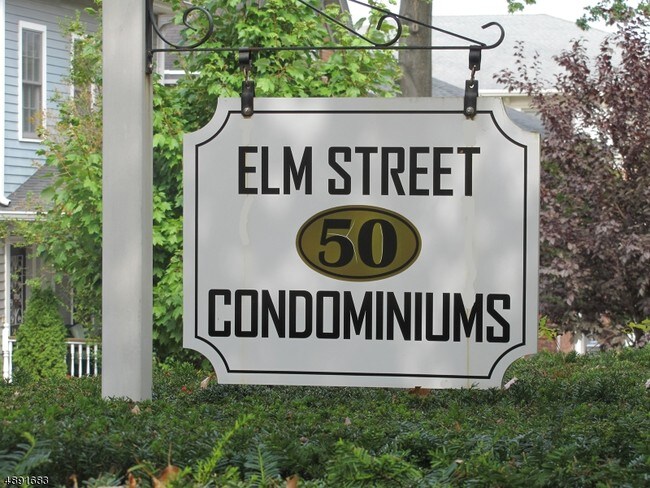 ELM STREET
50
CONDOMINIUMS
4891683